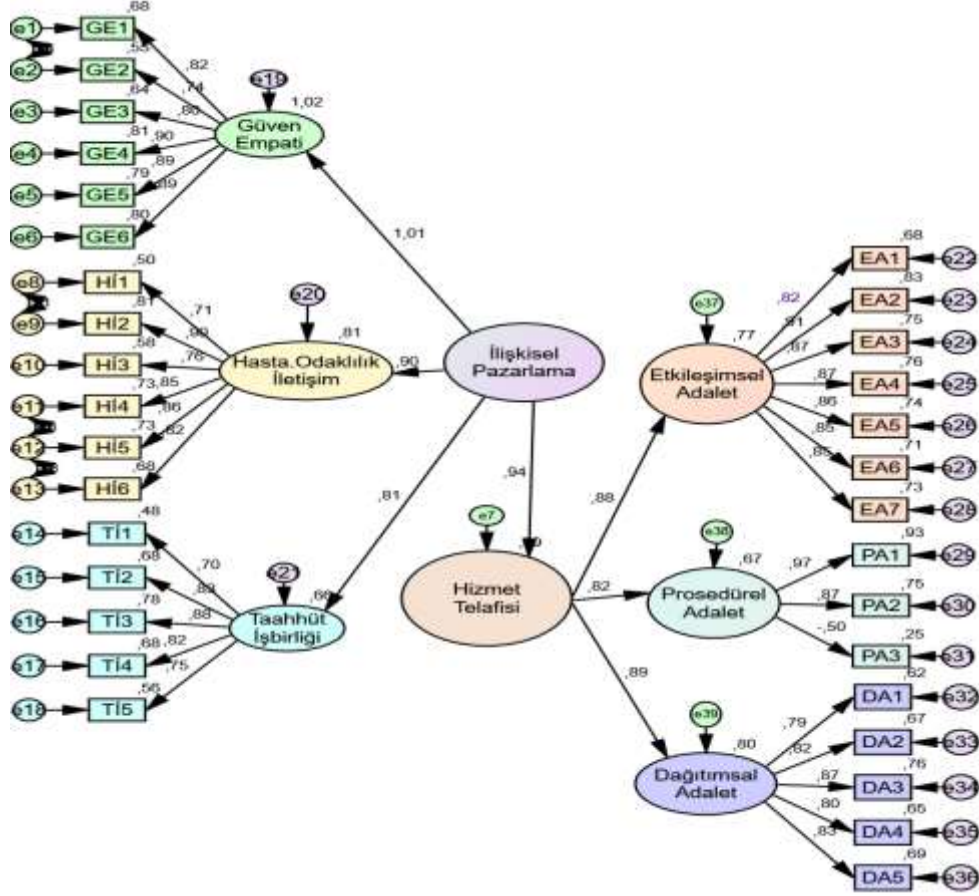 e1
GE1
,68
e2
GE2
,55
e3
GE3
,64
e4
GE4
,81
e5
GE5
,79
e6
GE6
,80
,82
,74
,80
,90
,89
,89
e19
1,02
Güven
Empati
1,01
e8
Hİ1
,50
e9
Hİ2
,81
e10
Hİ3
,58
e11
Hİ4
,73
e12
Hİ5
,73
e13
Hİ6
,68
,71
,90
,76
,85
,86
,82
e20
,81
Hasta.Odaklılık
İletişim
,90
İlişkisel
Pazarlama
,81
,94
e14
Tİ1
,48
e15
Tİ2
,68
e16
Tİ3
,78
e17
Tİ4
,68
e18
Tİ5
,56
,70
,88
,82
,75
e21
,66
Taahhüt
İşbirliği
e7
Hizmet
Telafisi
,88
,82
,89
e37
,77
Etkileşimsel
Adalet
,82
,91
,87
,87
,86
,85
,85
EA1
,68
e22
EA2
,83
e23
EA3
,75
e24
EA4
,76
e25
EA5
,74
e26
EA6
,71
e27
EA7
,73
e28
e38
,67
Prosedürel
Adalet
,97
,87
-,50
PA1
,93
e29
PA2
,75
e30
PA3
,25
e31
e39
,80
Dağıtımsal
Adalet
,79
,82
,87
,80
,83
DA1
,62
e32
DA2
,67
e33
DA3
,76
e34
DA4
,65
e35
DA5
,69
e36